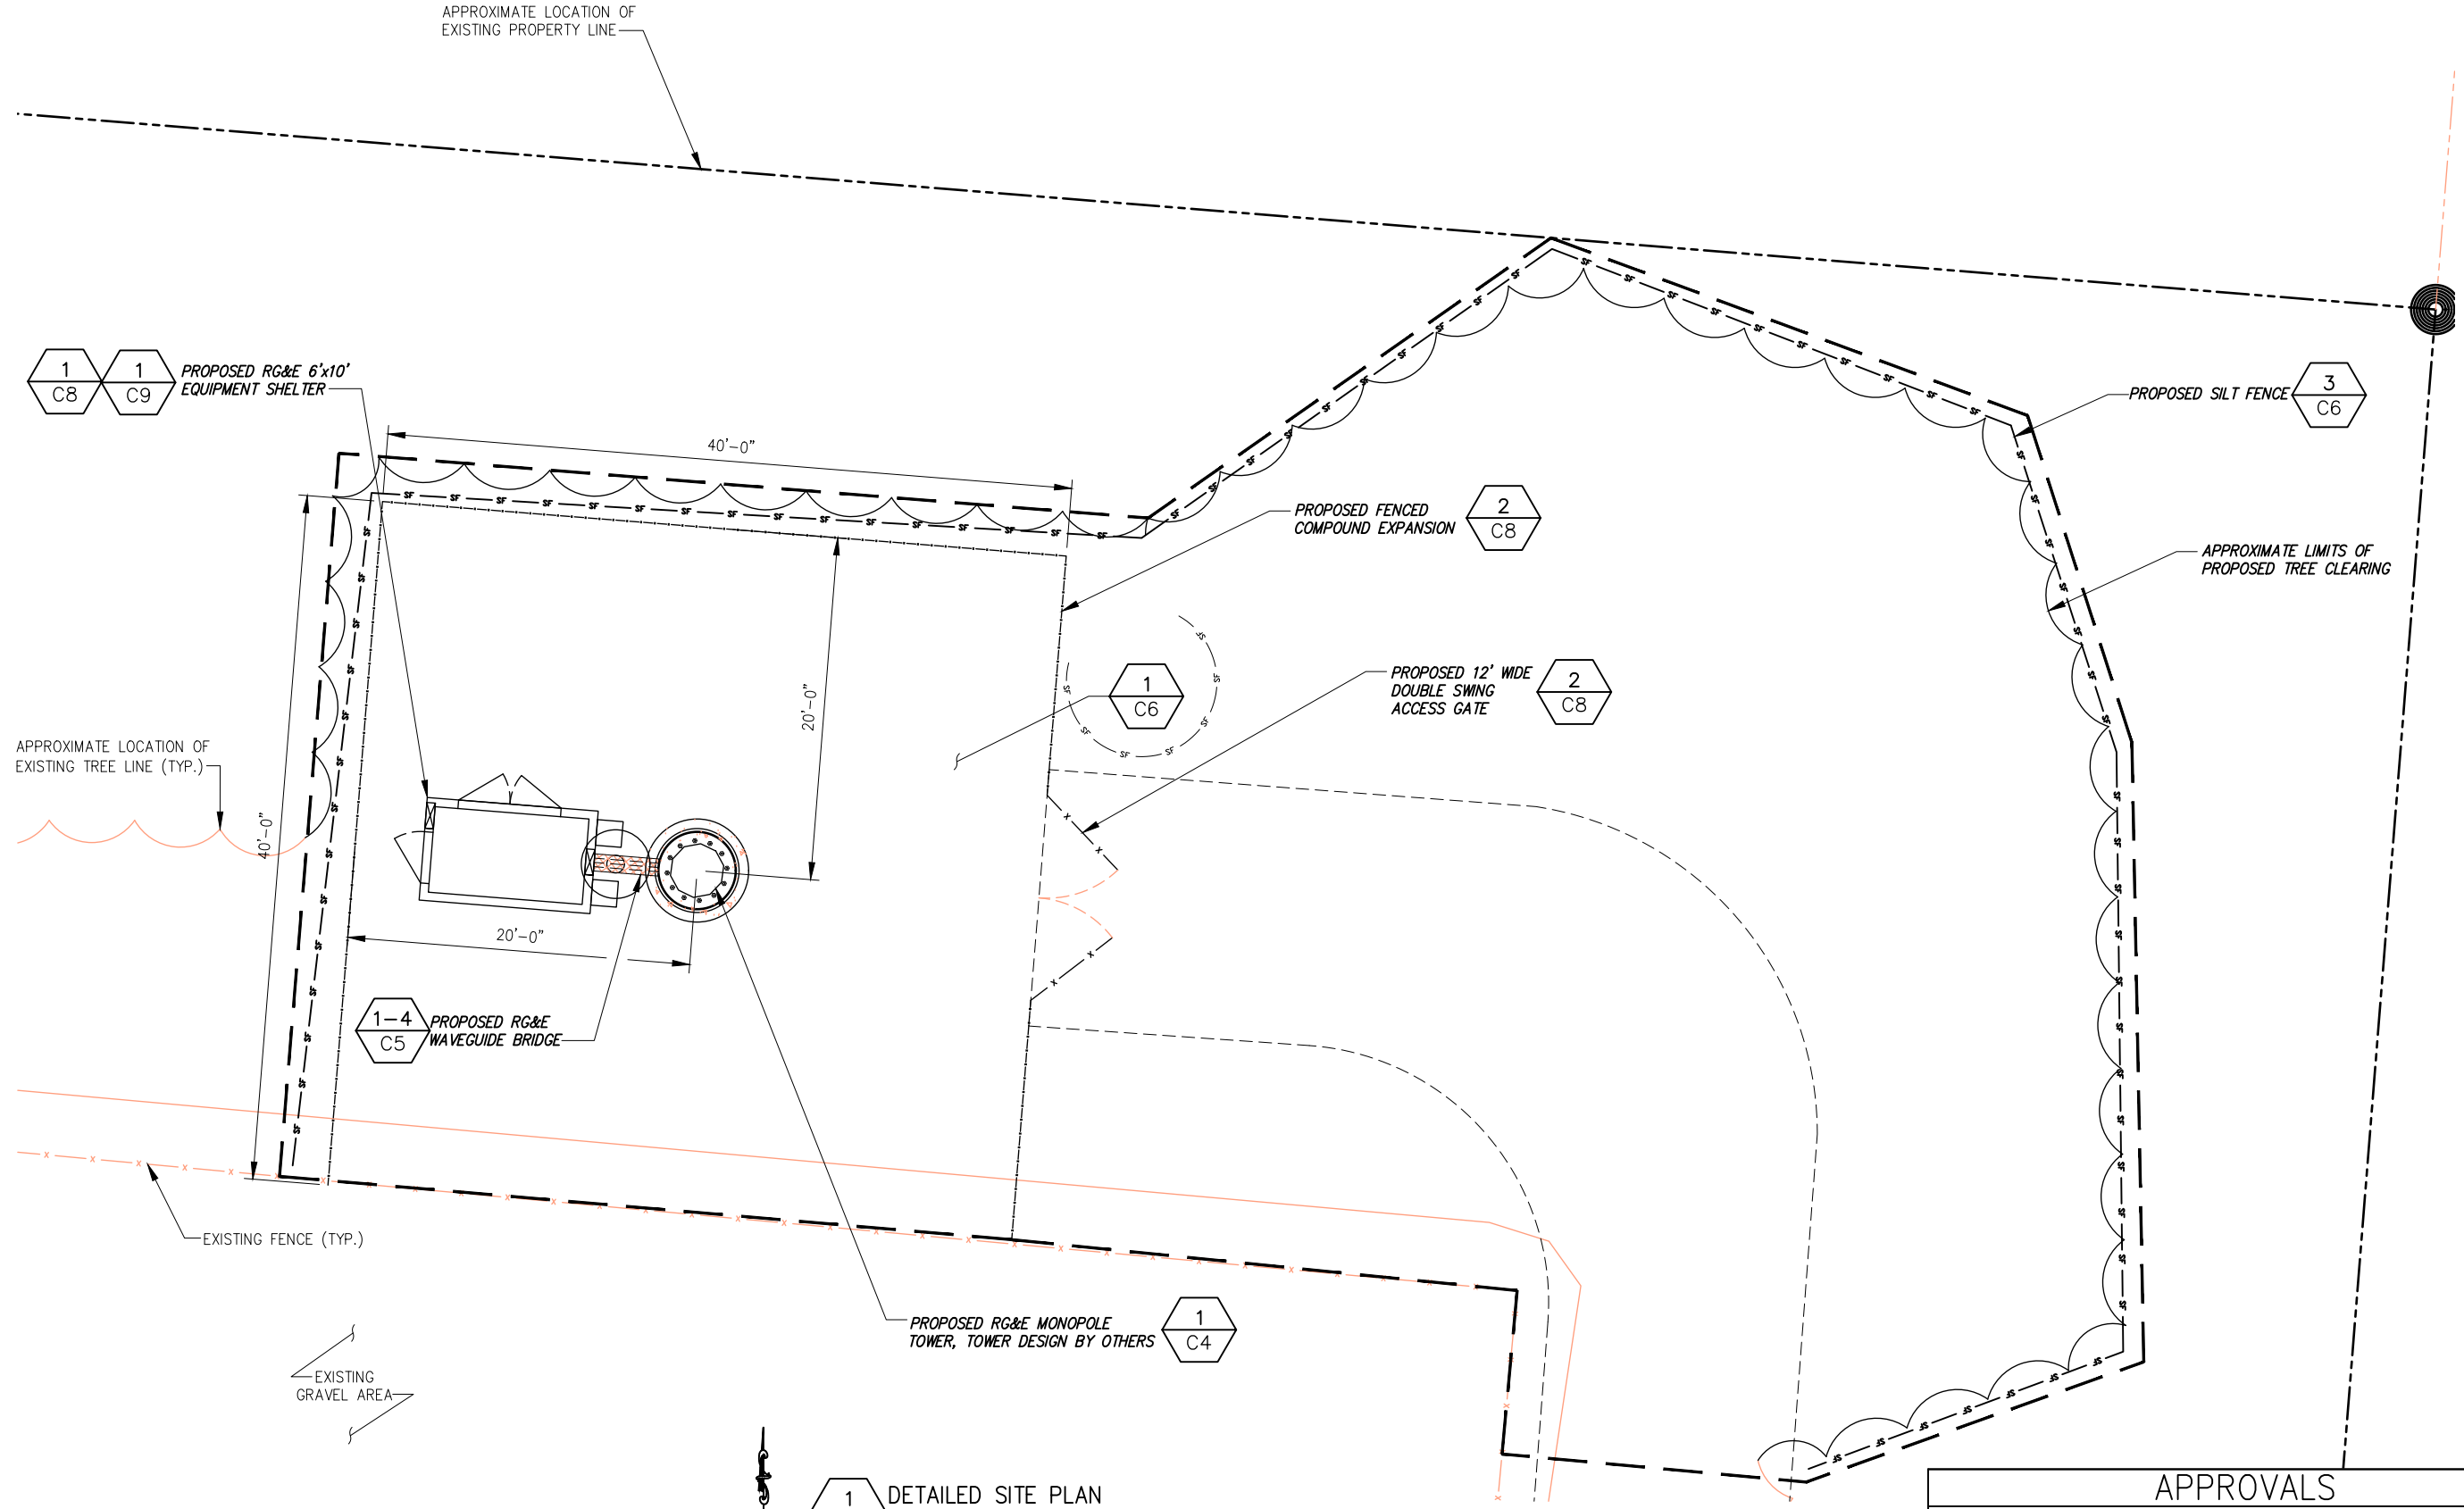 APPROXIMATE LOCATION OF
EXISTING PROPERTY LINE
1
C8
1
C9
PROPOSED RG&E 6'x10'
EQUIPMENT SHELTER
40'-0"
3
C6
PROPOSED SILT FENCE
PROPOSED FENCED
COMPOUND EXPANSION
2
C8
APPROXIMATE LIMITS OF
PROPOSED TREE CLEARING
1
C6
PROPOSED 12' WIDE
DOUBLE SWING
ACCESS GATE
2
C8
20'-0"
APPROXIMATE LOCATION OF
EXISTING TREE LINE (TYP.)
40'-0"
20'-0"
1-4
C5
PROPOSED RG&E
WAVEGUIDE BRIDGE
EXISTING FENCE (TYP.)
PROPOSED RG&E MONOPOLE
TOWER, TOWER DESIGN BY OTHERS
1
C4
EXISTING
GRAVEL AREA
1
DETAILED SITE PLAN
APPROVALS